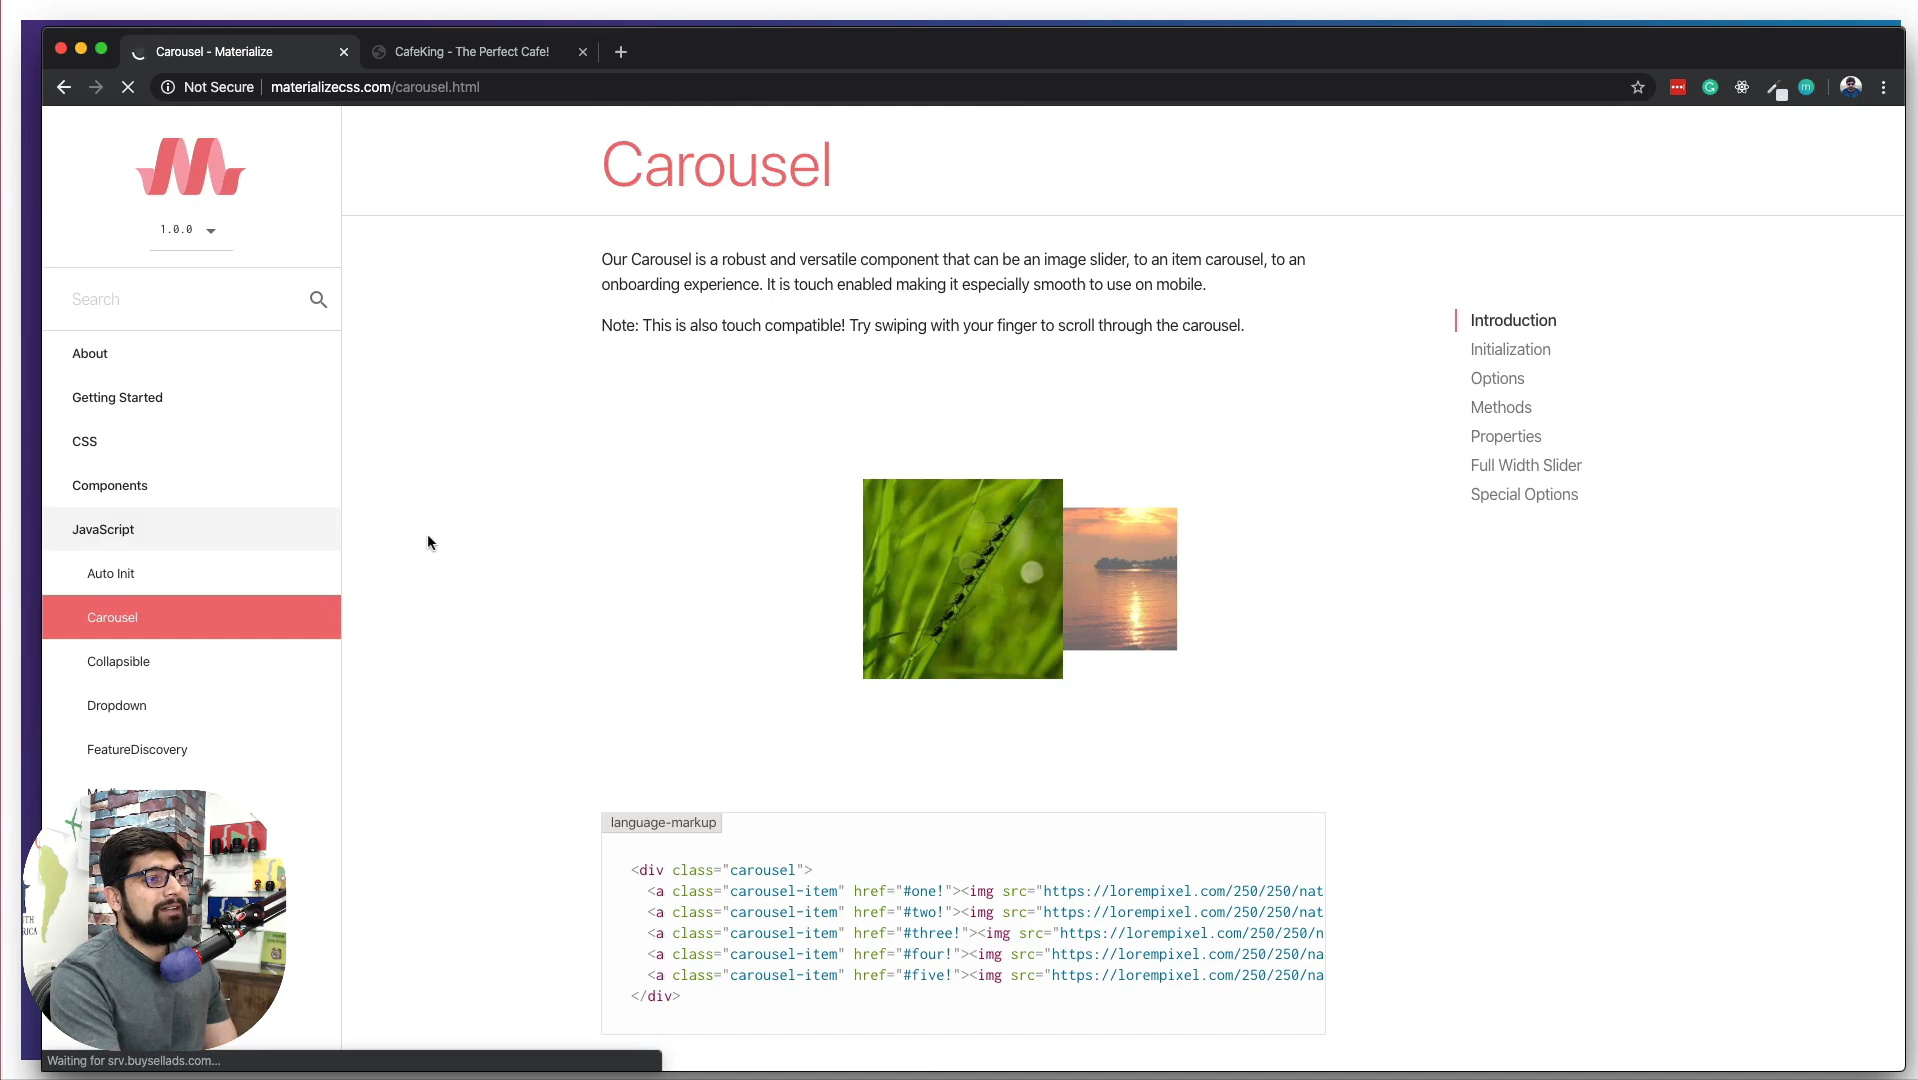 Carousel - Materialize
CafeKing - The Perfect Cafe!
Not Secure
materializecss.com/carousel.html
1.0.0
Search
About
Getting Started
CSS
Components
JavaScript
Auto Init
Carousel
Collapsible
Dropdown
FeatureDiscovery
Carousel
Our Carousel is a robust and versatile component that can be an image slider, to an item carousel, to an
onboarding experience. It is touch enabled making it especially smooth to use on mobile.
Note: This is also touch compatible! Try swiping with your finger to scroll through the carousel.
language-markup
<div class="carousel">
<a class="carousel-item" href="#one!"><img src="https://lorempixel.com/250/250/nat
<a class="carousel-item" href="#two!"><img src="https://lorempixel.com/250/250/nat
<a class="carousel-item" href="#three!"><img src="https://lorempixel.com/250/250/n
<a class="carousel-item" href="#four!"><img src="https://lorempixel.com/250/250/na
<a class="carousel-item" href="#five!"><img src="https://lorempixel.com/250/250/na
</div>
Introduction
Initialization
Options
Methods
Properties
Full Width Slider
Special Options
Waiting for srv.buysellads.com...